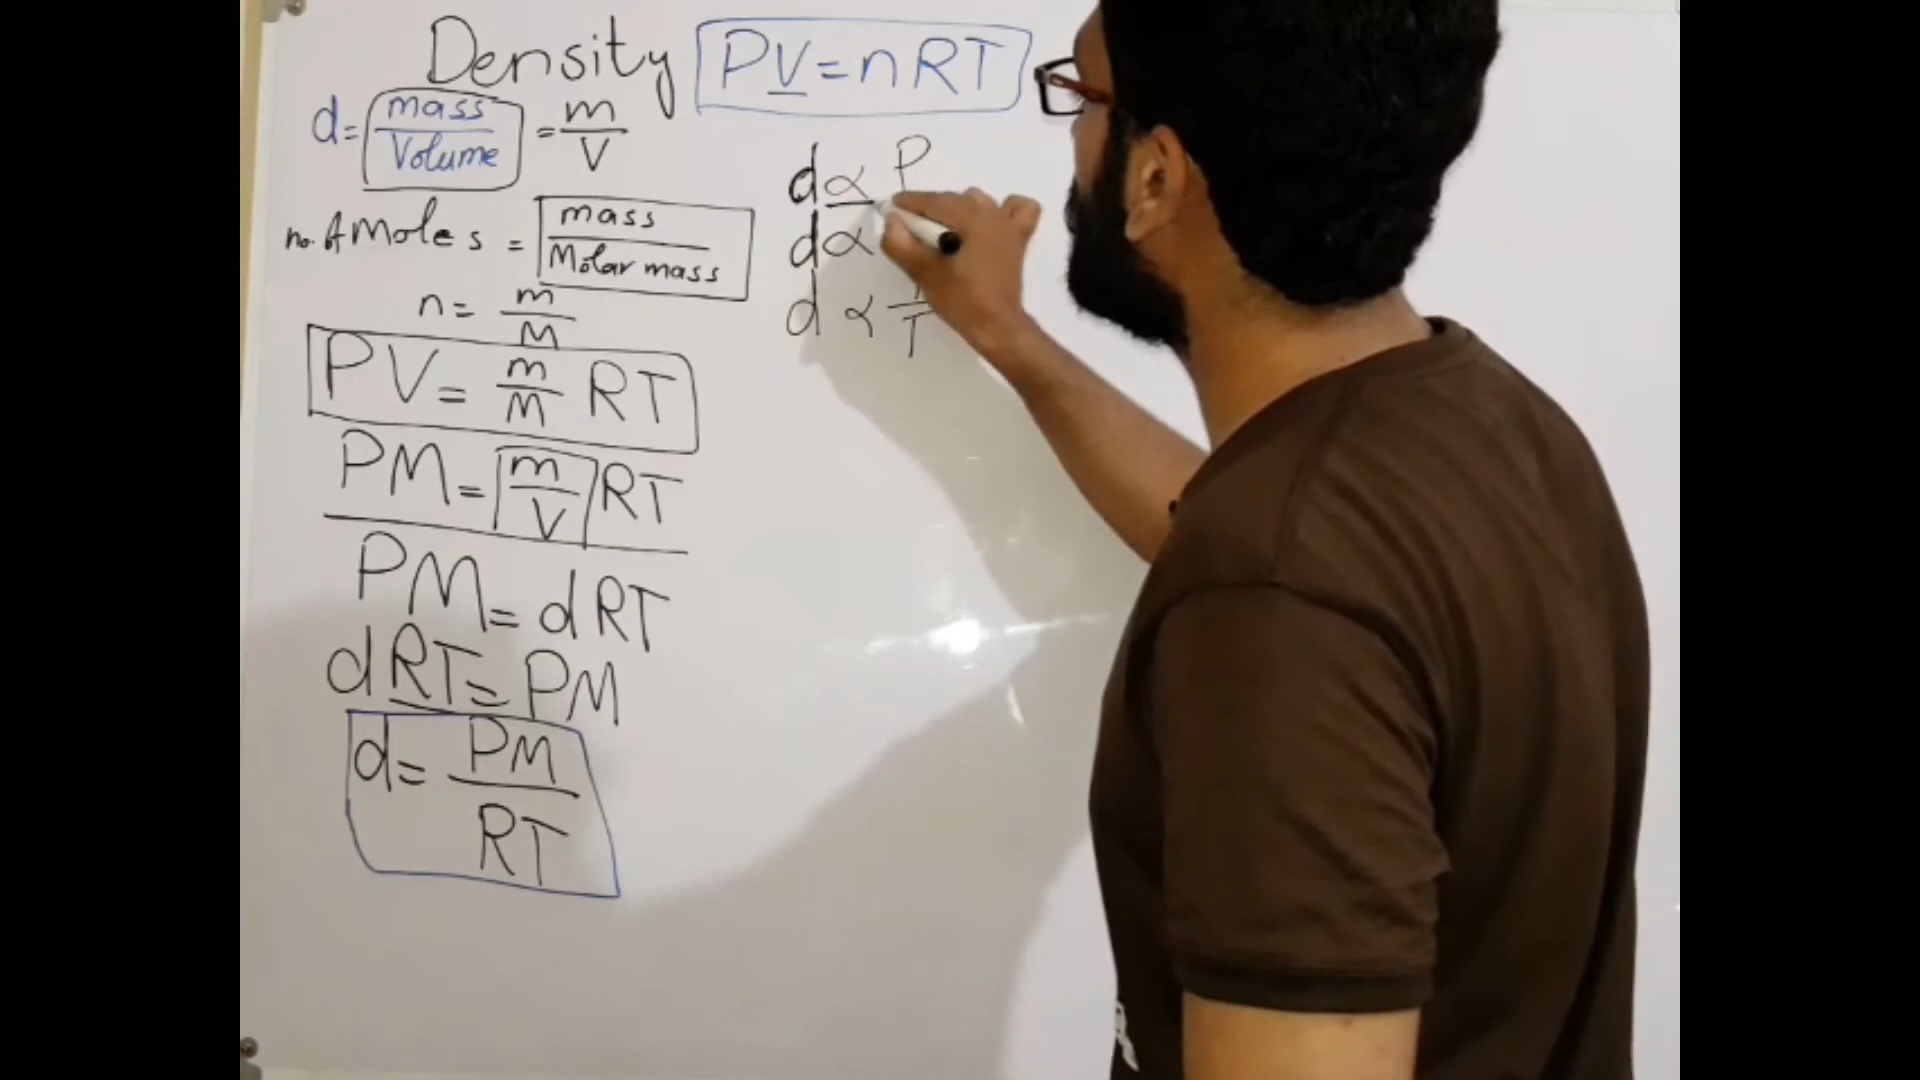 Density PV=nRT
d= mass/Volume = m/V
no. of Moles = mass/Molar mass
n= m/M
PV= m/M RT
PM= m/V RT
PM= dRT
dRT= PM
d= PM/RT
d∝ P
d∝
d ∝ /T